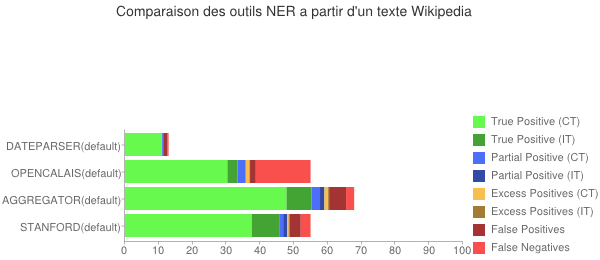 Comparaison des outils NER a partir d'un texte Wikipedia
DATEPARSER(default)
OPENCALAIS(default)
AGGREGATOR(default)
STANFORD(default)
0 10 20 30 40 50 60 70 80 90 100
True Positive (CT)
True Positive (IT)
Partial Positive (CT)
Partial Positive (IT)
Excess Positives (CT)
Excess Positives (IT)
False Positives
False Negatives